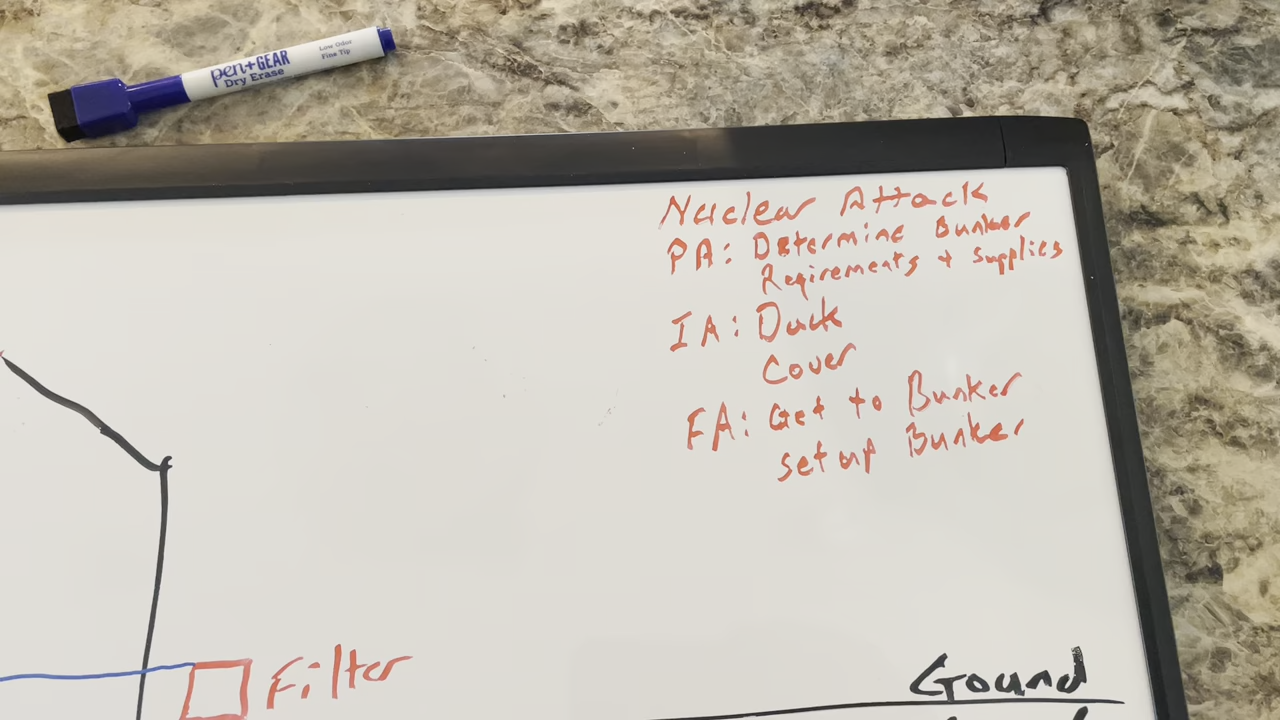 pen+GEAR
Dry Erase
Low Odor
Fine Tip
Nuclear Attack
PA: Determine Bunker
Reqirements + Supplies
IA: Duck
Cover
FA: Get to Bunker
setup Bunker
Filter
Gound